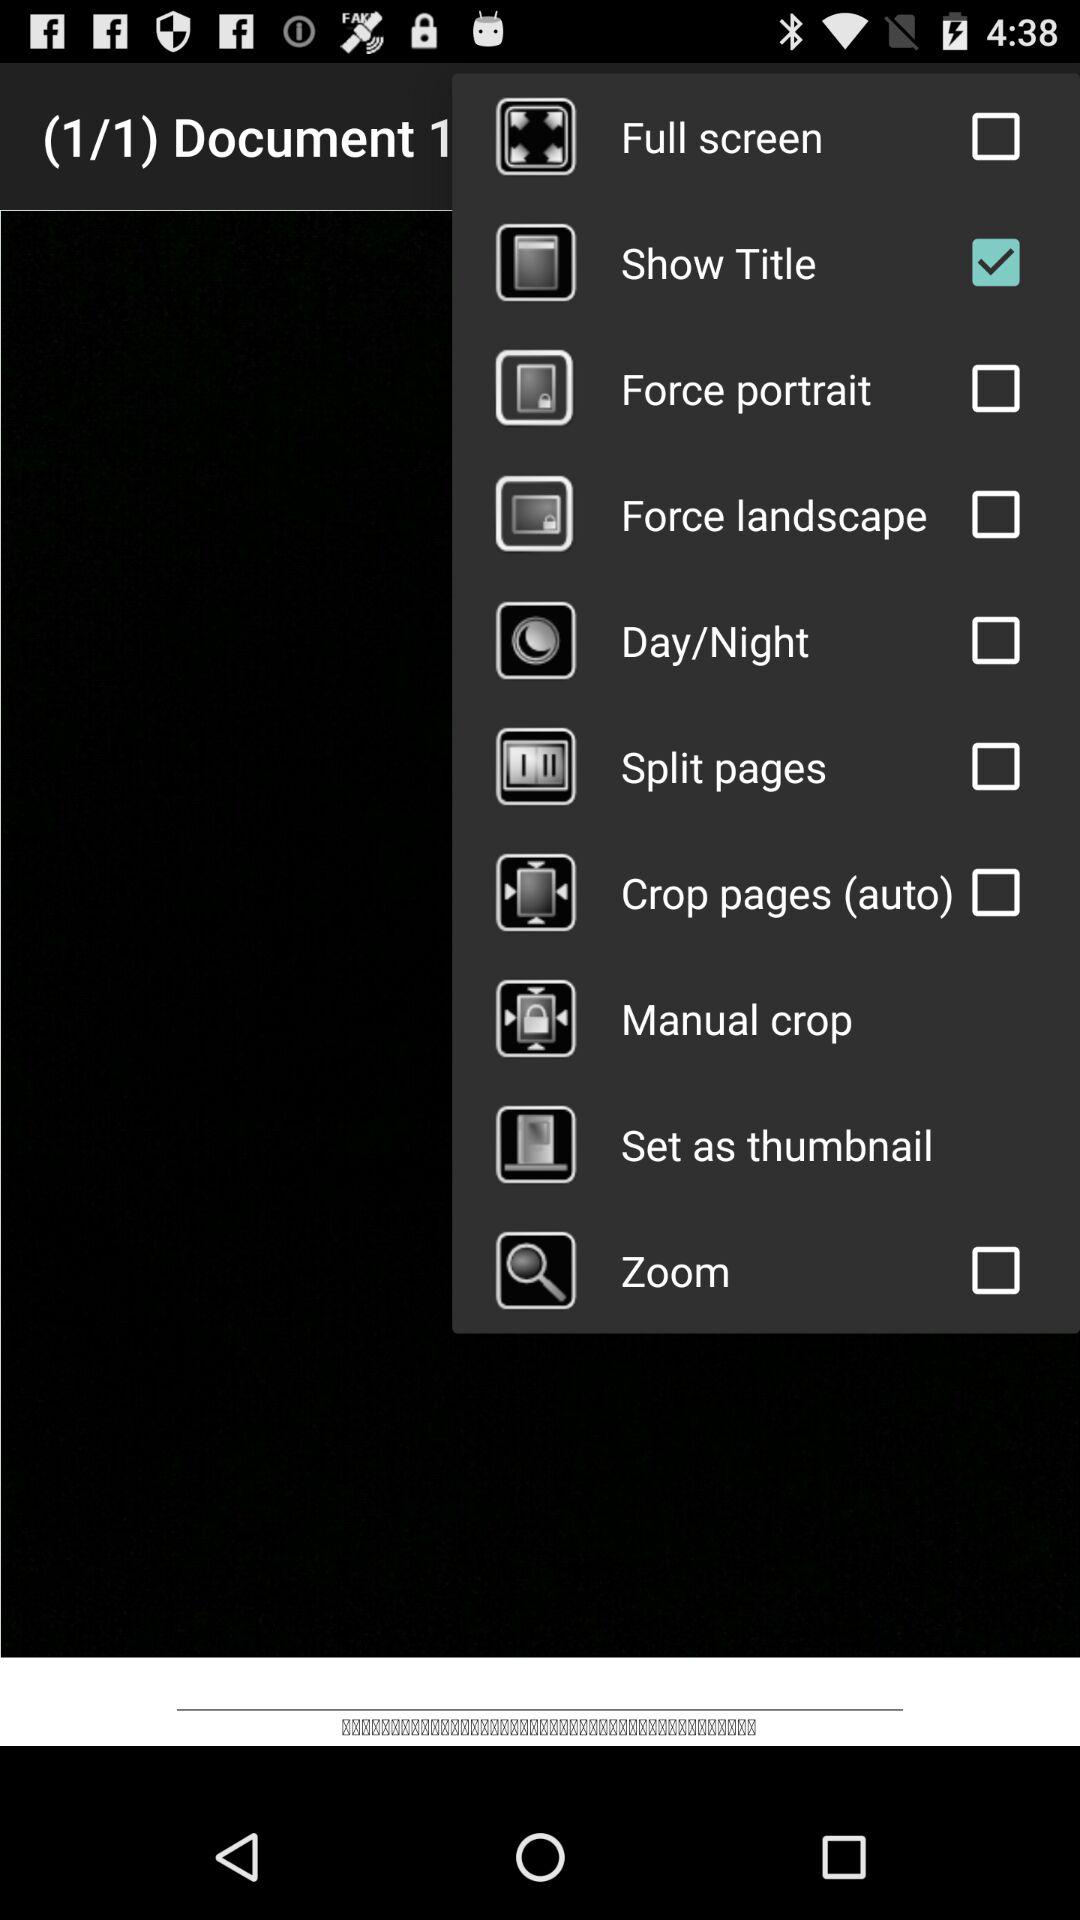 FAKE
4:38
(1/1) Document 1
Full screen
Show Title
Force portrait
Force landscape
Day/Night
Split pages
Crop pages (auto)
Manual crop
Set as thumbnail
Zoom